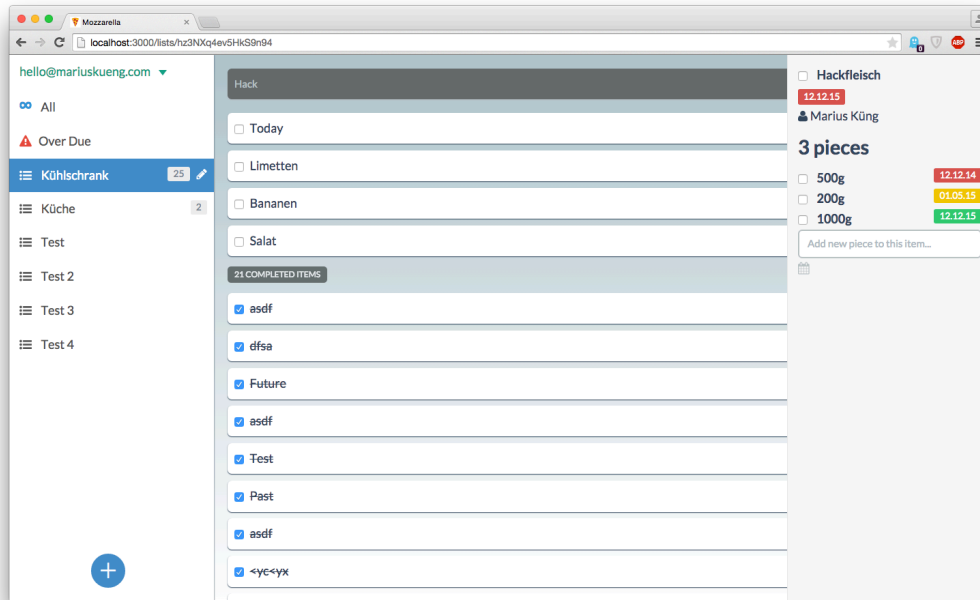 Mozzarella
localhost:3000/lists/hz3NXq4ev5HkS9n94
0
ABP
hello@mariuskueng.com
All
Over Due
Kühlschrank 25
Küche 2
Test
Test 2
Test 3
Test 4
Hack
Today
Limetten
Bananen
Salat
21 COMPLETED ITEMS
asdf
dfsa
Future
asdf
Test
Past
asdf
<yc<yx
Hackfleisch
12.12.15
Marius Küng
3 pieces
500g 12.12.14
200g 01.05.15
1000g 12.12.15
Add new piece to this item...